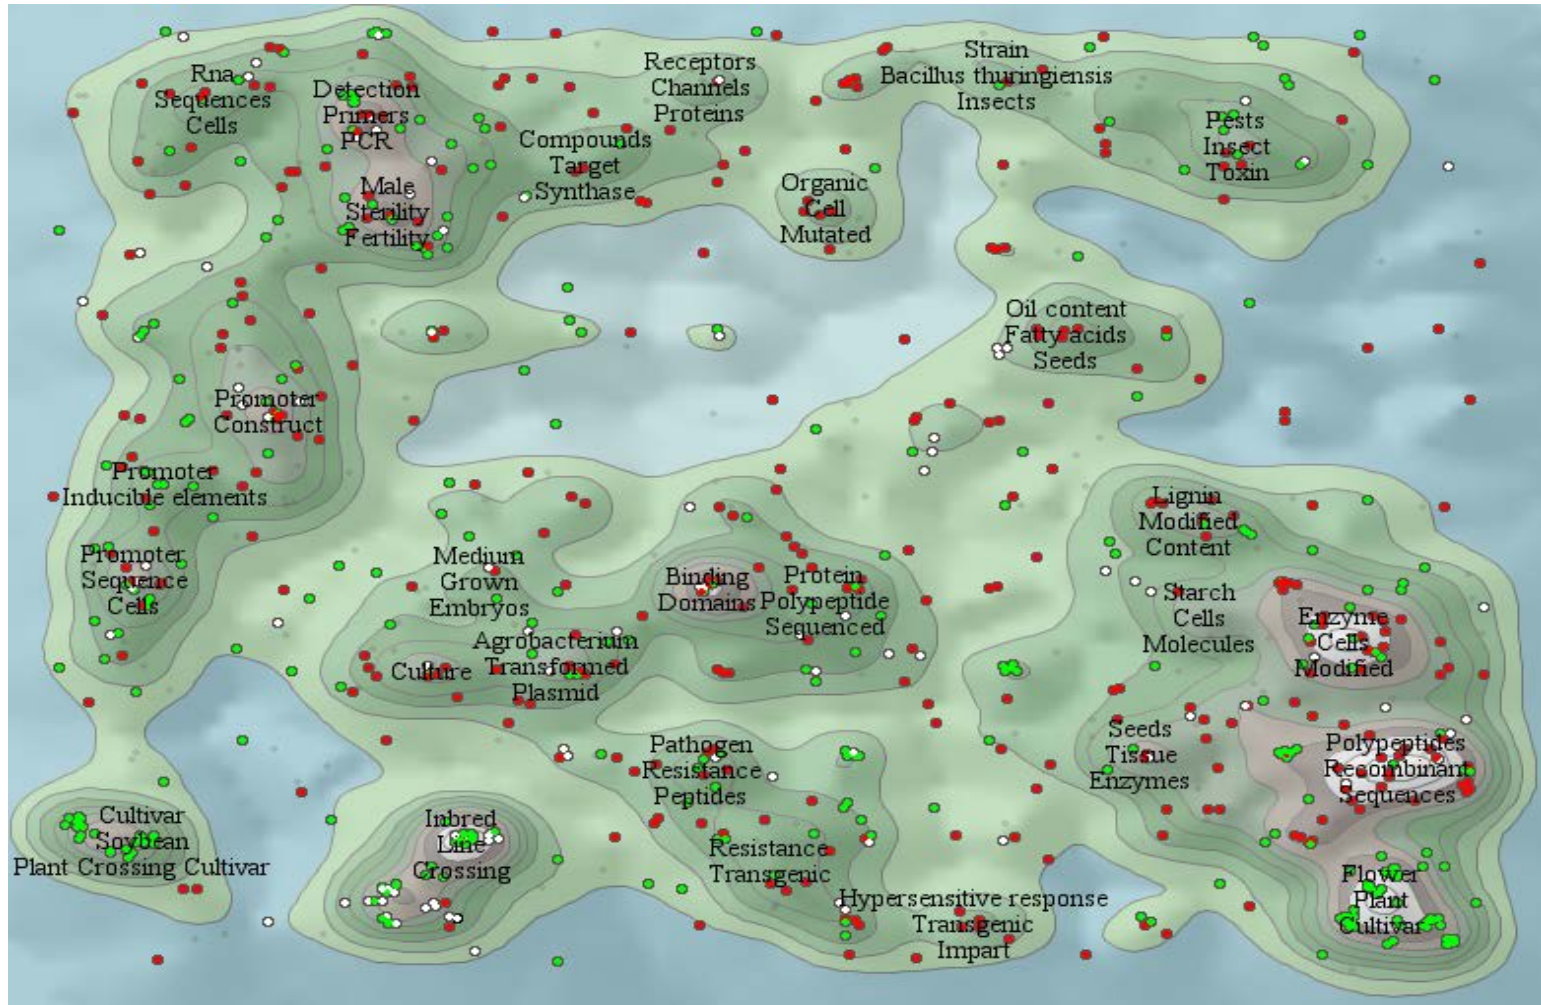 Rna
Sequences
Cells
Detection
Primers
PCR
Receptors
Channels
Proteins
Strain
Bacillus thuringiensis
Insects
Compounds
Target
Synthase
Pests
Insect
Toxin
Male
Sterility
Fertility
Organic
Cell
Mutated
Oil content
Fatty acids
Seeds
Promoter
Construct
Promoter
Inducible elements
Promoter
Sequence
Cells
Medium
Grown
Embryos
Binding
Domains
Protein
Polypeptide
Sequenced
Lignin
Modified
Content
Starch
Cells
Molecules
Enzyme
Cells
Modified
Culture
Agrobacterium
Transformed
Plasmid
Pathogen
Resistance
Peptides
Seeds
Tissue
Enzymes
Polypeptides
Recombinant
Sequences
Cultivar
Soybean
Plant Crossing Cultivar
Inbred
Line
Crossing
Resistance
Transgenic
Hypersensitive response
Transgenic
Impart
Flower
Plant
Cultivar